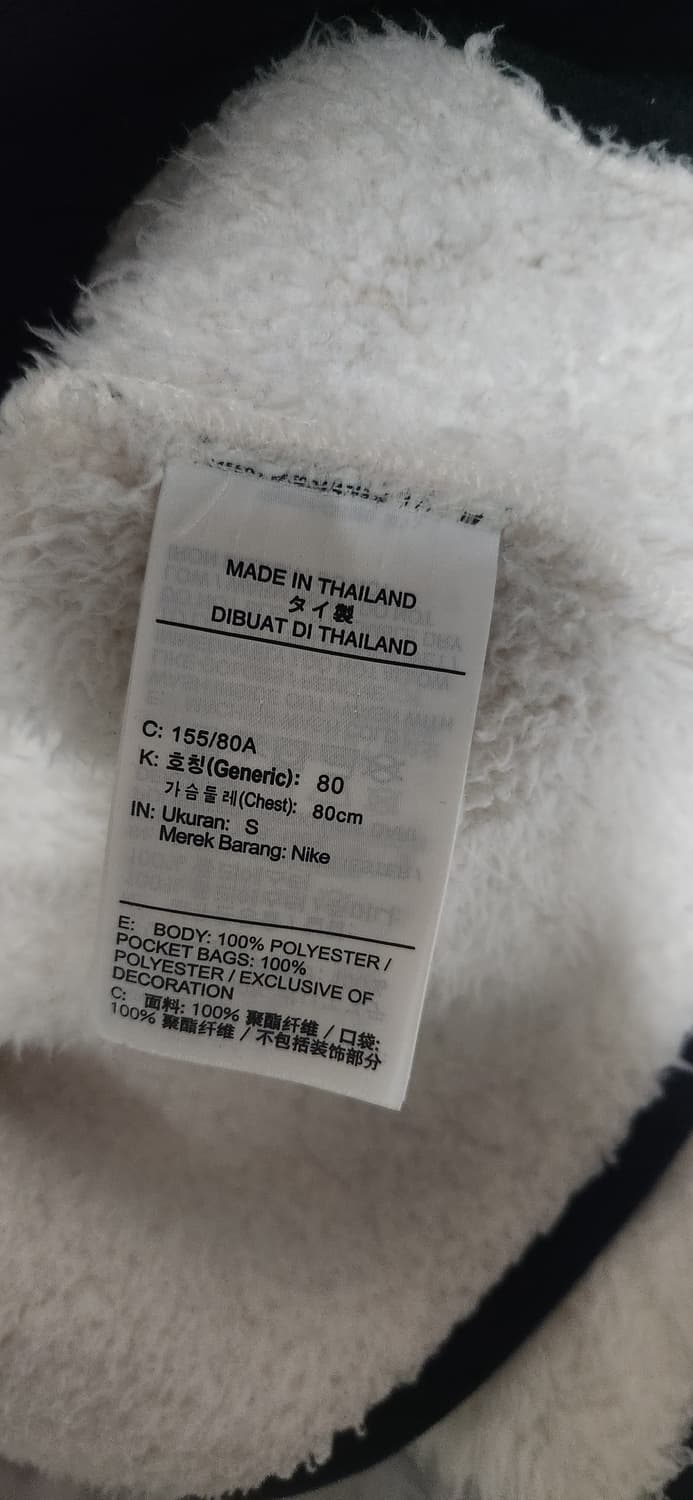 MADE IN THAILAND
タイ製
DIBUAT DI THAILAND
C: 155/80A
K: 호칭(Generic): 80
가슴둘레(Chest): 80cm
IN: Ukuran: S
Merek Barang: Nike
E: BODY: 100% POLYESTER /
POCKET BAGS: 100%
POLYESTER / EXCLUSIVE OF
DECORATION
C: 面料: 100% 聚酯纤维 / 口袋:
100% 聚酯纤维 / 不包括装饰部分